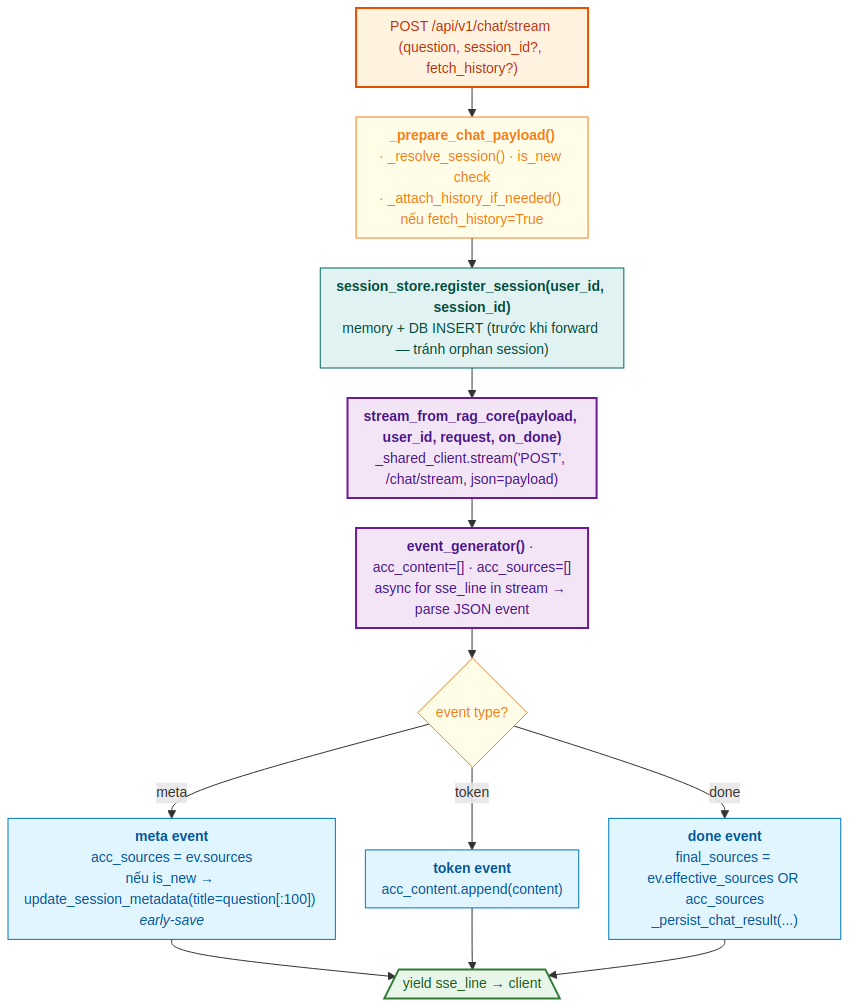 POST /api/v1/chat/stream
(question, session_id?,
fetch_history?)
_prepare_chat_payload()
· _resolve_session() · is_new
check
· _attach_history_if_needed()
nếu fetch_history=True
session_store.register_session(user_id,
session_id)
memory + DB INSERT (trước khi forward
— tránh orphan session)
stream_from_rag_core(payload,
user_id, request, on_done)
_shared_client.stream('POST',
/chat/stream, json=payload)
event_generator() ·
acc_content=[] · acc_sources=[]
async for sse_line in stream →
parse JSON event
event type?
meta
token
done
meta event
acc_sources = ev.sources
nếu is_new →
update_session_metadata(title=question[:100])
early-save
token event
acc_content.append(content)
done event
final_sources =
ev.effective_sources OR
acc_sources
_persist_chat_result(...)
yield sse_line → client